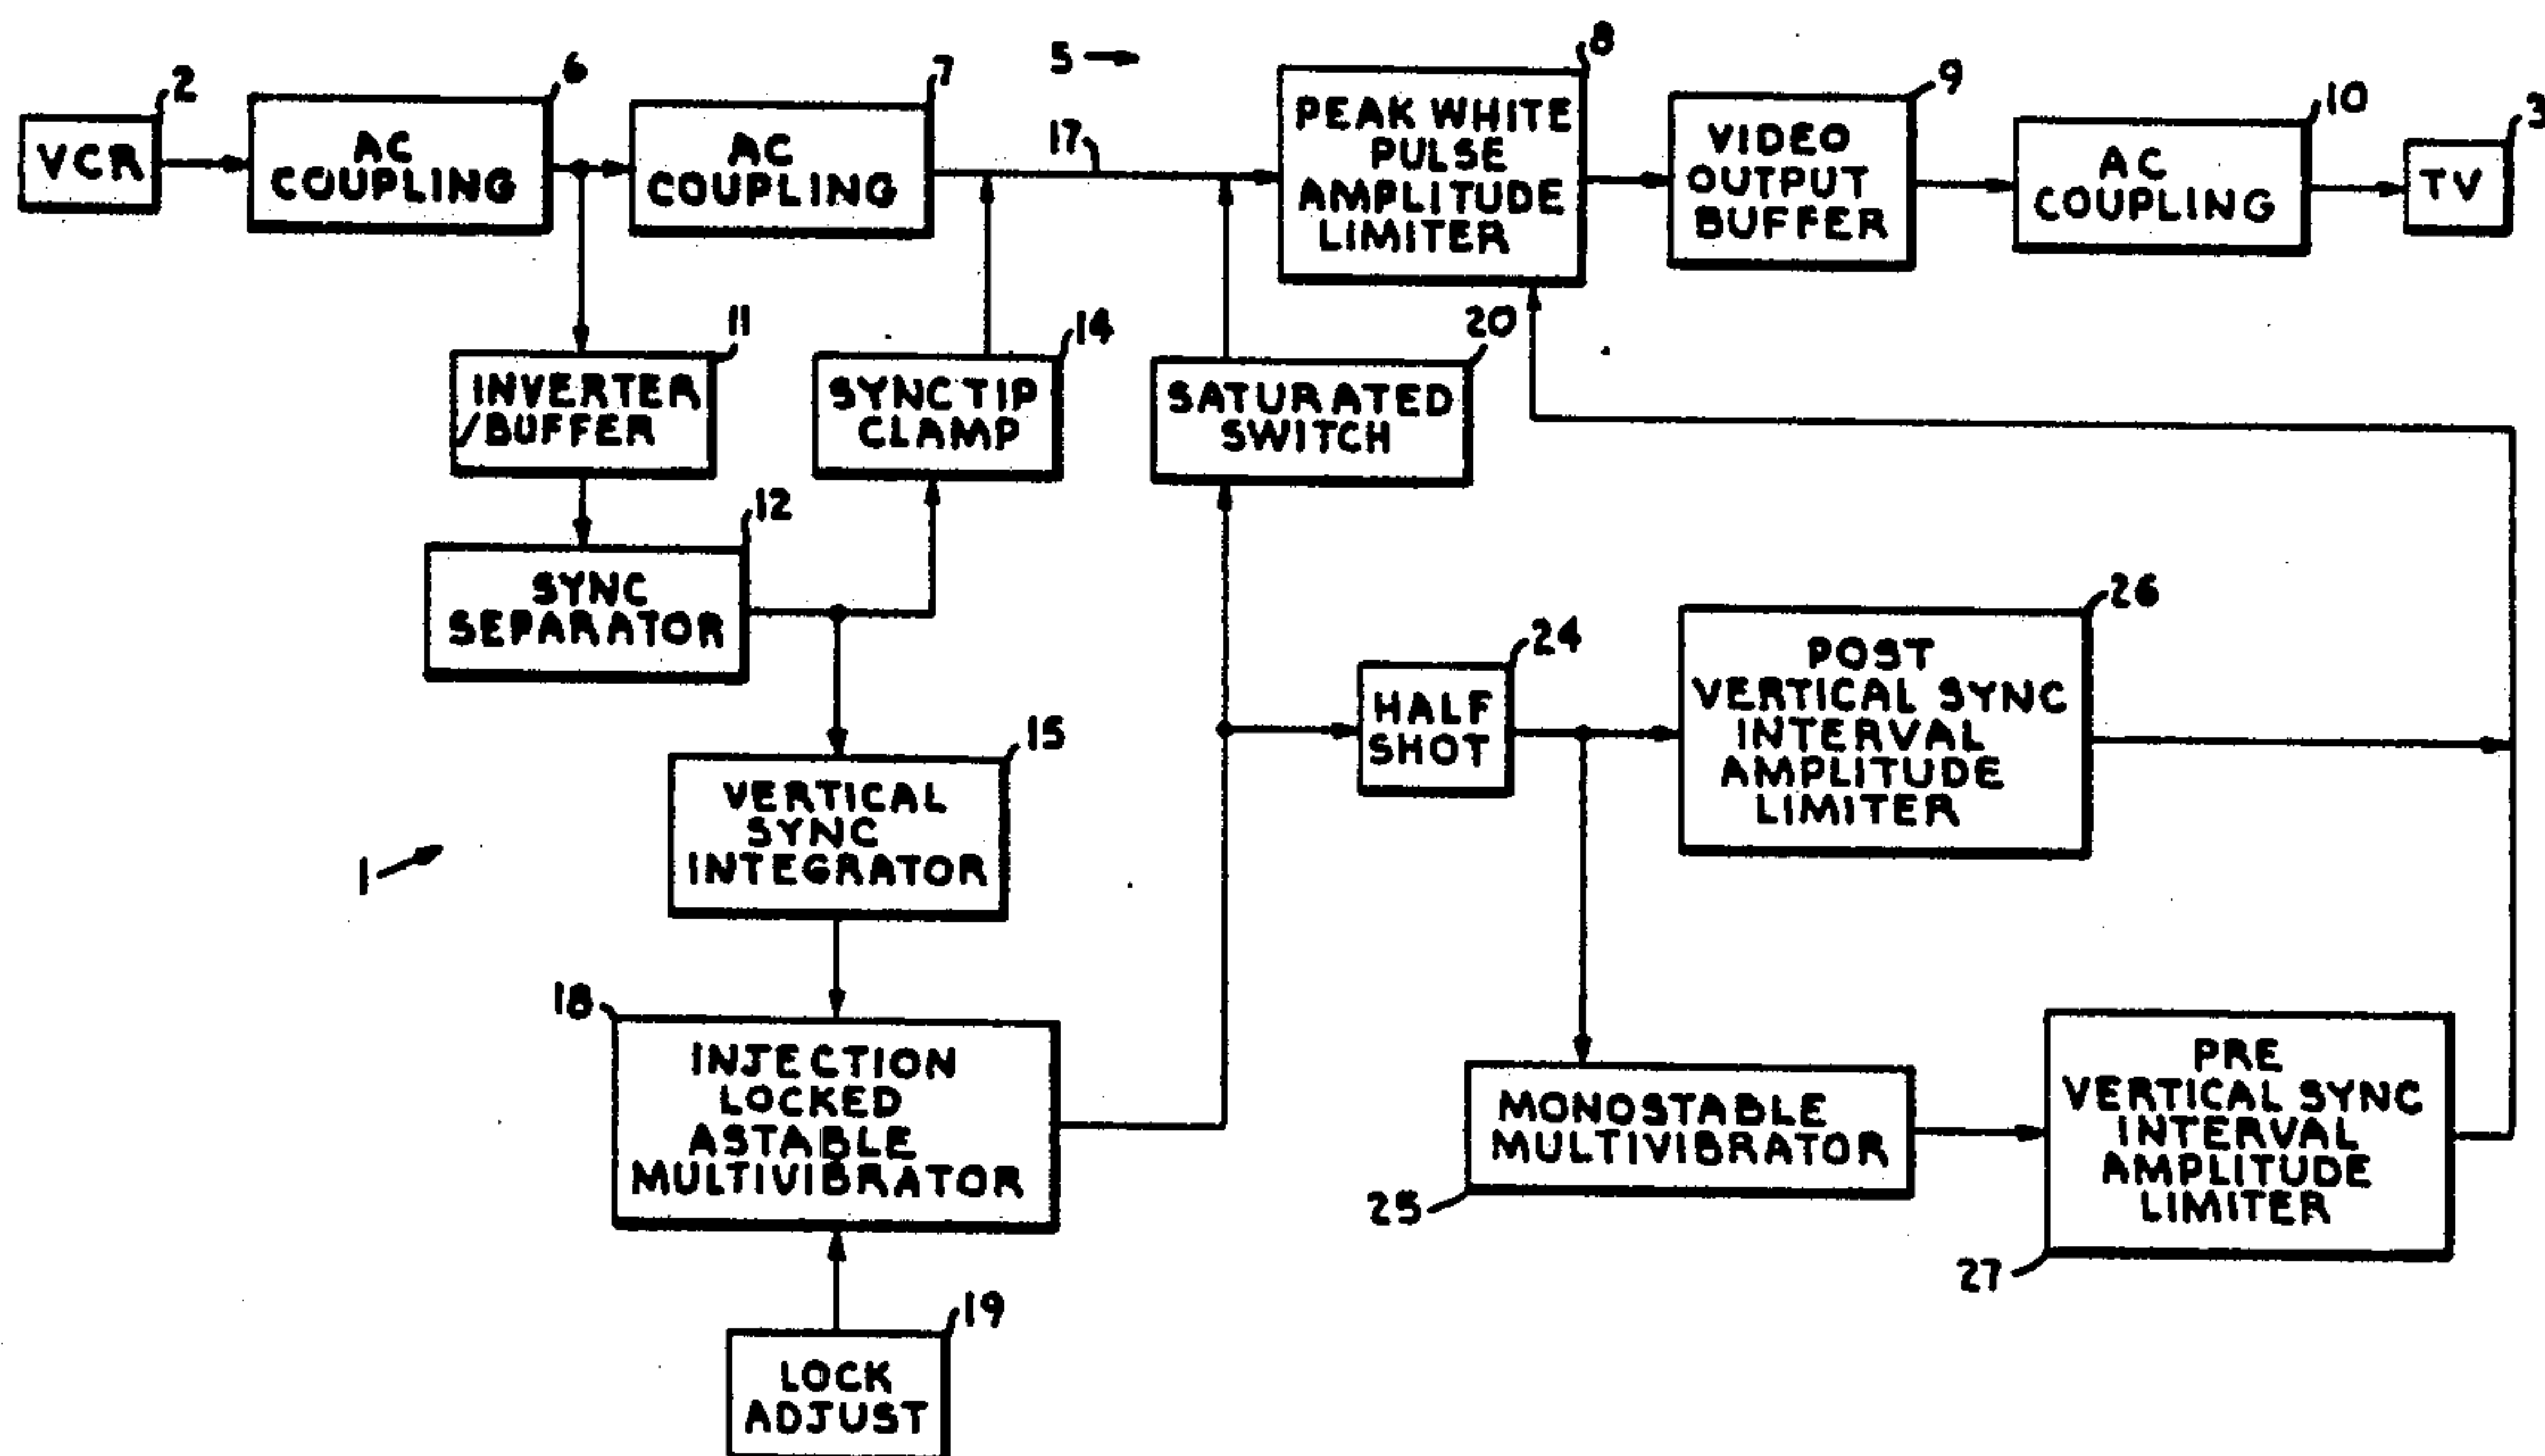 2
VCR
6
AC
COUPLING
7
AC
COUPLING
5
17
8
PEAK WHITE
PULSE
AMPLITUDE
LIMITER
9
VIDEO
OUTPUT
BUFFER
10
AC
COUPLING
3
TV
11
INVERTER
/BUFFER
14
SYNC TIP
CLAMP
20
SATURATED
SWITCH
12
SYNC
SEPARATOR
24
HALF
SHOT
26
POST
VERTICAL SYNC
INTERVAL
AMPLITUDE
LIMITER
15
VERTICAL
SYNC
INTEGRATOR
1
18
INJECTION
LOCKED
ASTABLE
MULTIVIBRATOR
25
MONOSTABLE
MULTIVIBRATOR
27
PRE
VERTICAL SYNC
INTERVAL
AMPLITUDE
LIMITER
19
LOCK
ADJUST